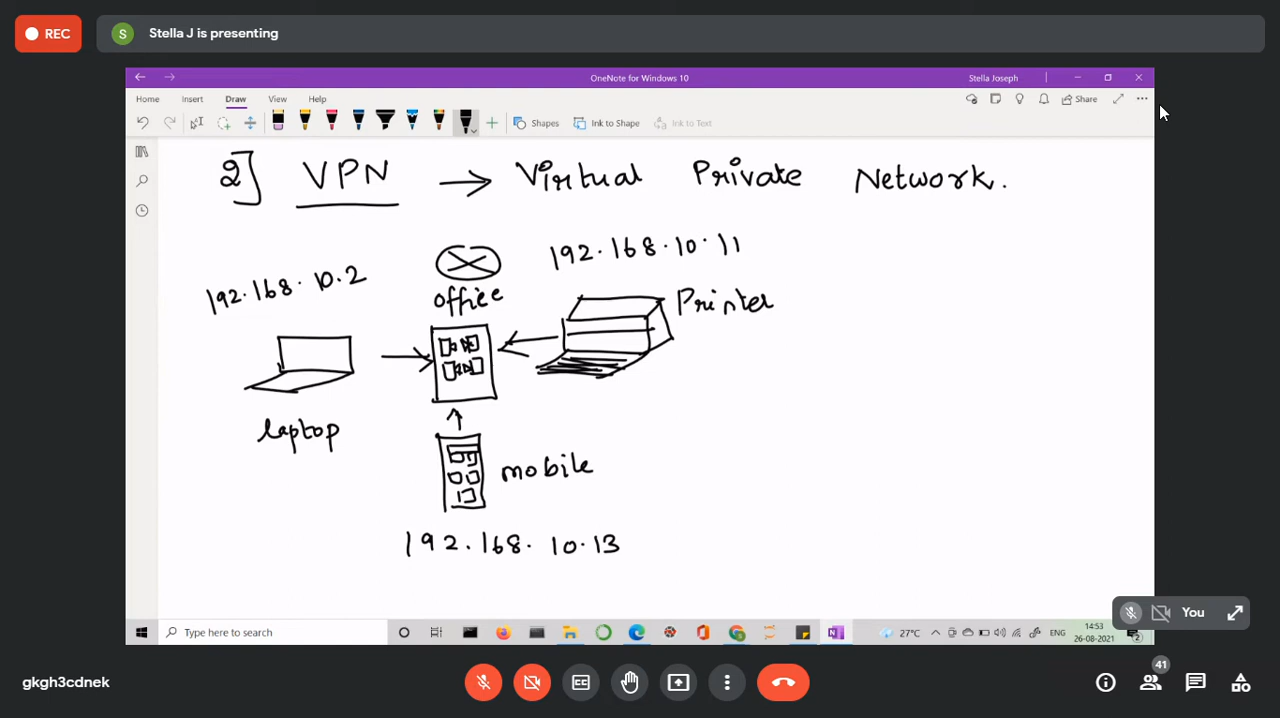 REC
S Stella J is presenting
OneNote for Windows 10
Stella Joseph
Home Insert Draw View Help
Share
Shapes Ink to Shape Ink to Text
2] VPN → Virtual Private Network.
192.168.10.2
192.168.10.11
office
Printer
laptop
mobile
192.168.10.13
You
Type here to search
27°C
ENG
14:53
26-08-2021
2
gkgh3cdnek
41